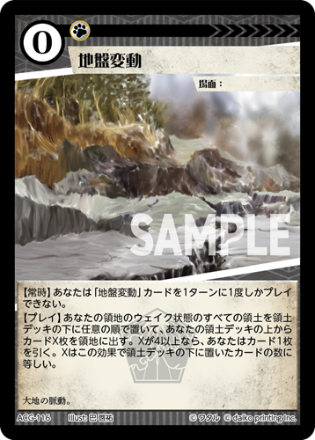 0
地盤変動
場面：
SAMPLE
【常時】あなたは「地盤変動」カードを1ターンに1度しかプレイ
できない。
【プレイ】あなたの領地のウェイク状態のすべての領土を領土
デッキの下に任意の順で置いて、あなたの領土デッキの上から
カードX枚を領地に出す。Xが4以上なら、あなたはカード1枚
を引く。Xはこの効果で領土デッキの下に置いたカードの数に
等しい。
大地の脈動。
ACG-116 Illust: 巴 啓祐 © ワタル © daiko printing inc.